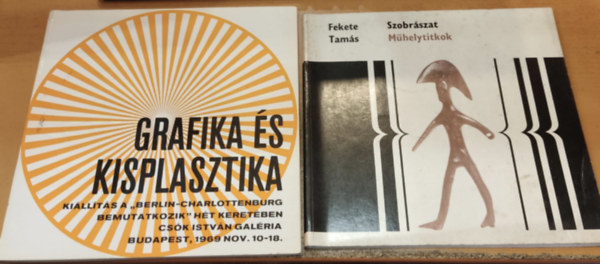 GRAFIKA ÉS
KISPLASZTIKA
KIÁLLÍTÁS A „BERLIN-CHARLOTTENBURG
BEMUTATKOZIK" HÉT KERETÉBEN
CSÓK ISTVÁN GALÉRIA
BUDAPEST, 1969 NOV. 10-18.
Fekete
Tamás
Szobrászat
Műhelytitkok